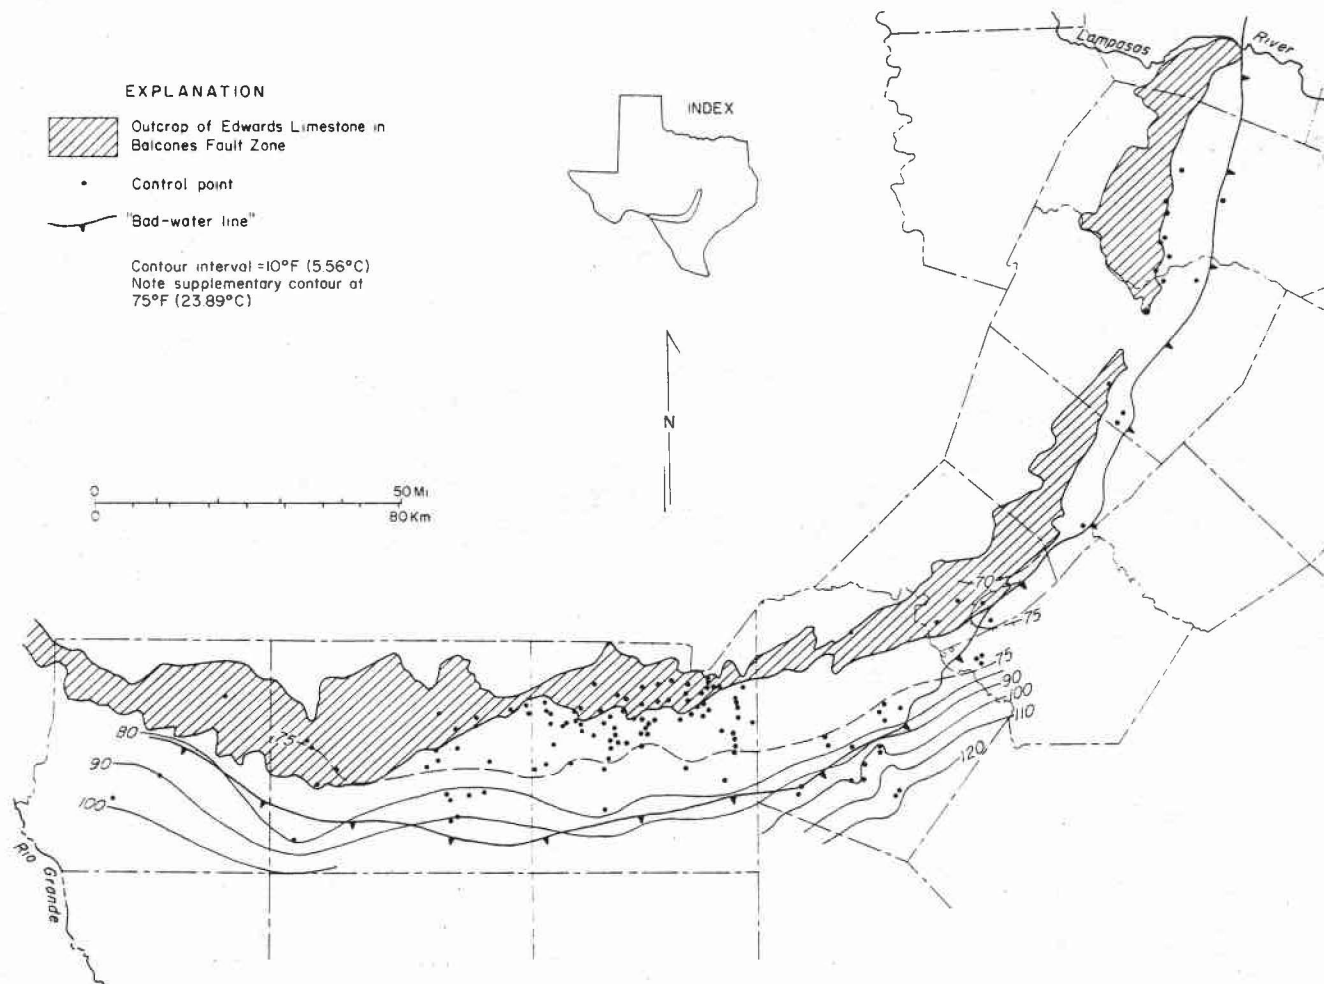 EXPLANATION
Outcrop of Edwards Limestone in
Balcones Fault Zone
Control point
"Bad-water line"
Contour interval =10°F (5.56°C)
Note supplementary contour at
75°F (23.89°C)
INDEX
Lampasas
River
N
0 50 Mi.
0 80 Km
70
75
75
75
80
90
90
100
100
110
120
Rio
Grande